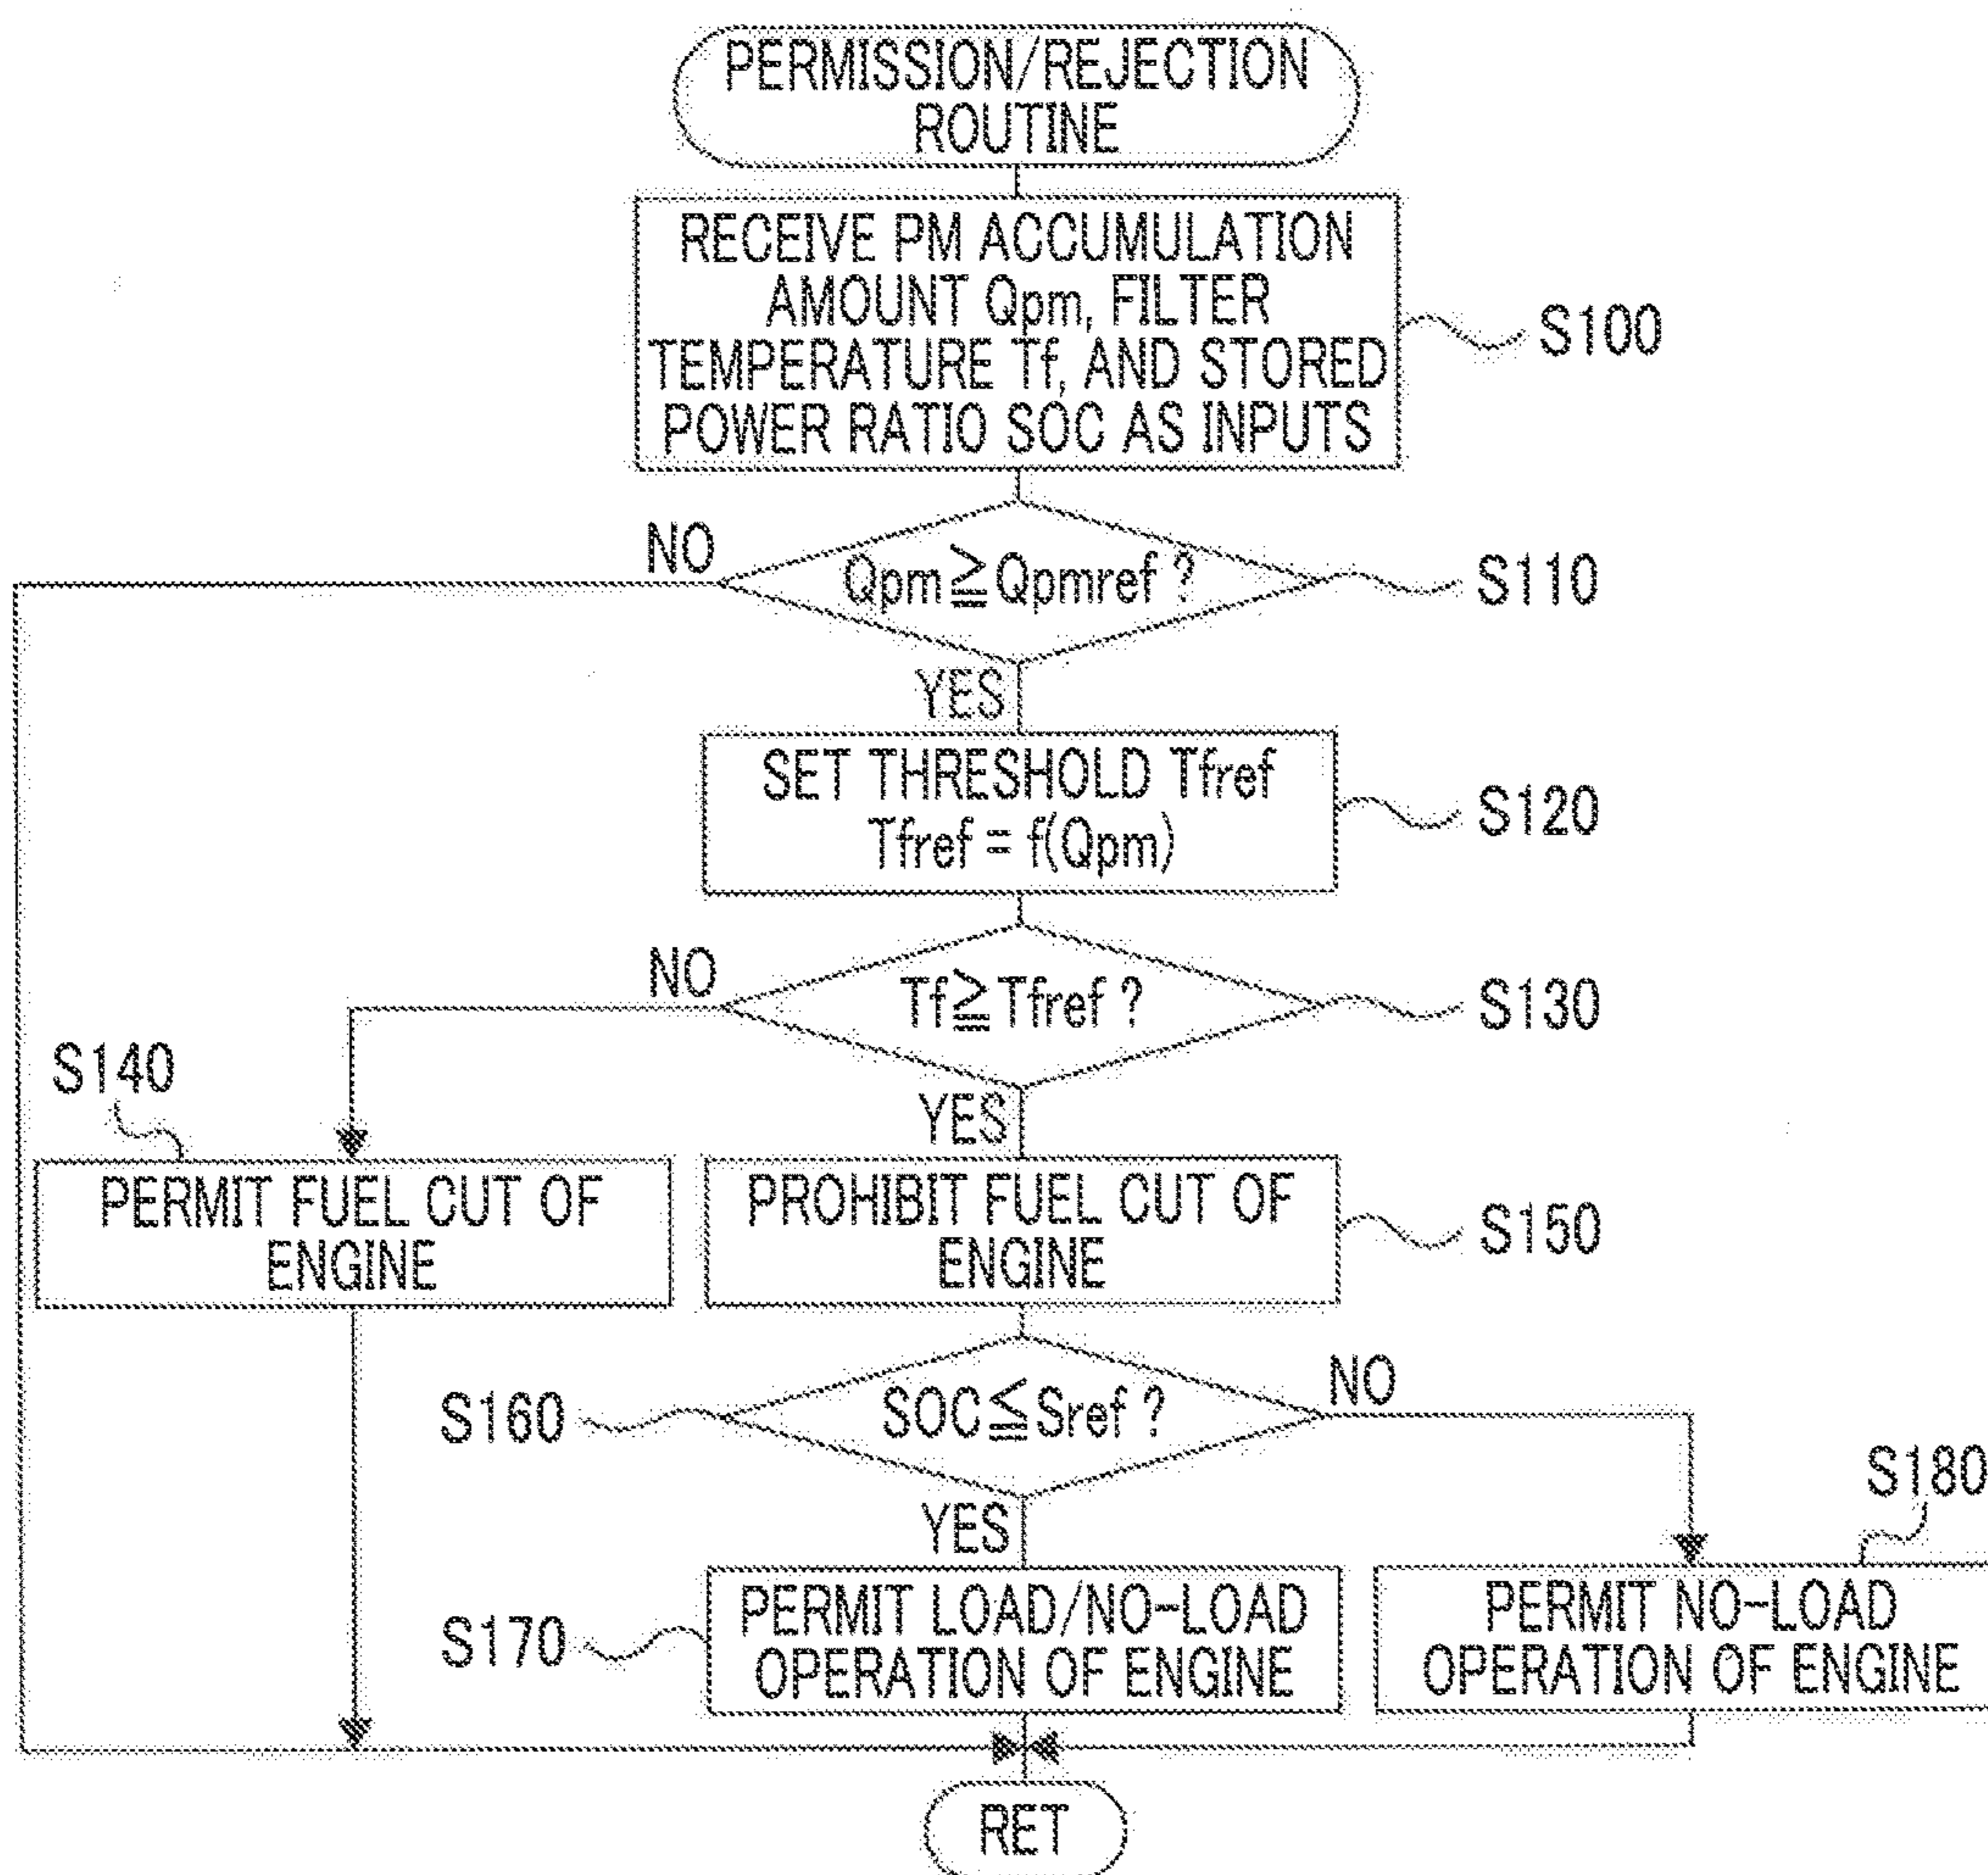 PERMISSION/REJECTION
ROUTINE
RECEIVE PM ACCUMULATION
AMOUNT Qpm, FILTER
TEMPERATURE Tf, AND STORED
POWER RATIO SOC AS INPUTS
S100
NO
Qpm≧Qpmref ?
S110
YES
SET THRESHOLD Tfref
Tfref = f(Qpm)
S120
NO
Tf≧Tfref ?
S130
S140
YES
PERMIT FUEL CUT OF
ENGINE
PROHIBIT FUEL CUT OF
ENGINE
S150
S160
SOC≦Sref ?
NO
S180
YES
S170
PERMIT LOAD/NO-LOAD
OPERATION OF ENGINE
PERMIT NO-LOAD
OPERATION OF ENGINE
RET